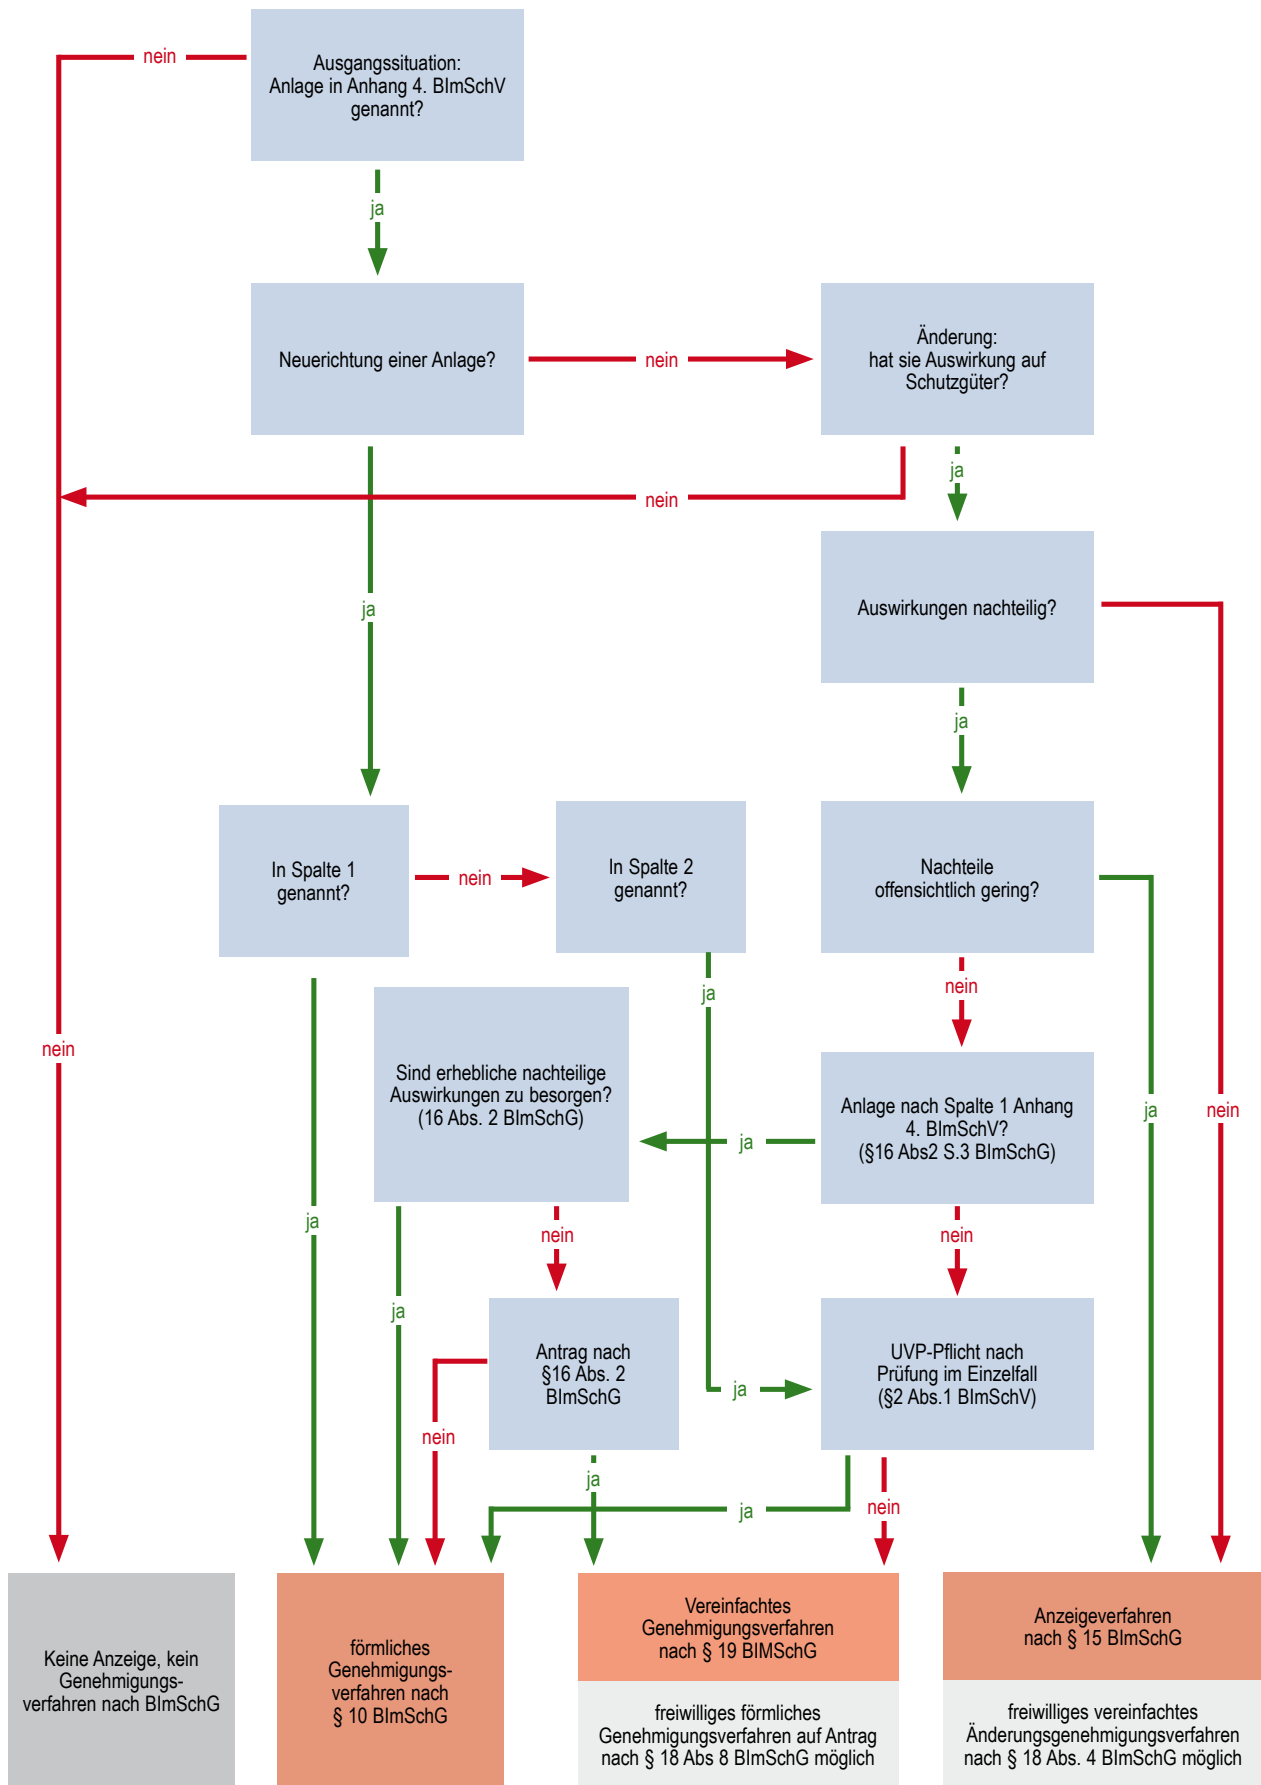 nein
Ausgangssituation:
Anlage in Anhang 4. BImSchV
genannt?
ja
Neuerichtung einer Anlage?
nein
Änderung:
hat sie Auswirkung auf
Schutzgüter?
ja
nein
ja
Auswirkungen nachteilig?
ja
In Spalte 1
genannt?
nein
In Spalte 2
genannt?
Nachteile
offensichtlich gering?
nein
ja
nein
Sind erhebliche nachteilige
Auswirkungen zu besorgen?
(16 Abs. 2 BImSchG)
ja
Anlage nach Spalte 1 Anhang
4. BImSchV?
(§16 Abs2 S.3 BImSchG)
ja
nein
ja
nein
nein
ja
Antrag nach
§16 Abs. 2
BImSchG
ja
UVP-Pflicht nach
Prüfung im Einzelfall
(§2 Abs.1 BImSchV)
nein
ja
ja
nein
Keine Anzeige, kein
Genehmigungs-
verfahren nach BImSchG
förmliches
Genehmigungs-
verfahren nach
§ 10 BImSchG
Vereinfachtes
Genehmigungsverfahren
nach § 19 BIMSchG
freiwilliges förmliches
Genehmigungsverfahren auf Antrag
nach § 18 Abs 8 BImSchG möglich
Anzeigeverfahren
nach § 15 BImSchG
freiwilliges vereinfachtes
Änderungsgenehmigungsverfahren
nach § 18 Abs. 4 BImSchG möglich